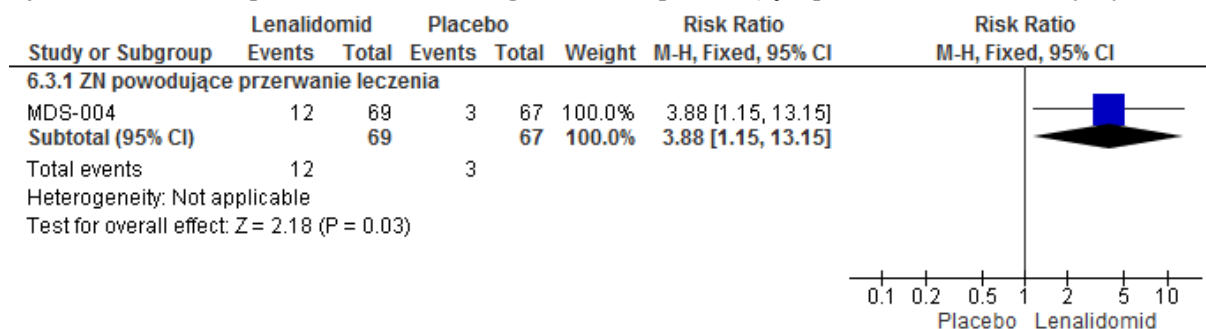 Lenalidomid Placebo Risk Ratio Risk Ratio
Study or Subgroup Events Total Events Total Weight M-H, Fixed, 95% CI M-H, Fixed, 95% CI
6.3.1 ZN powodujące przerwanie leczenia
MDS-004 12 69 3 67 100.0% 3.88 [1.15, 13.15]
Subtotal (95% CI) 69 67 100.0% 3.88 [1.15, 13.15]
Total events 12 3
Heterogeneity: Not applicable
Test for overall effect: Z = 2.18 (P = 0.03)
0.1 0.2 0.5 1 2 5 10
Placebo Lenalidomid